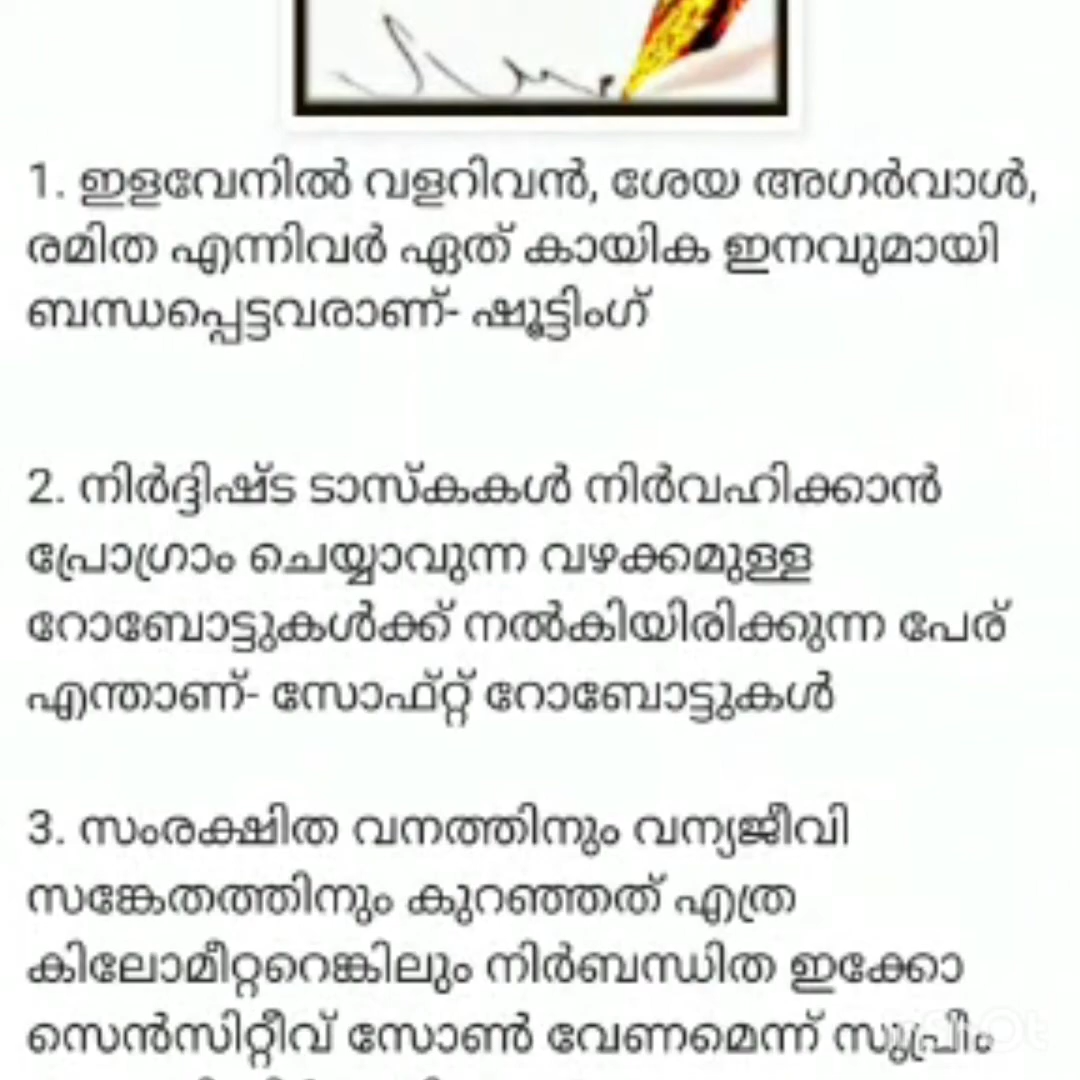 1. ഇളവേനിൽ വളറിവൻ, ശേയ അഗർവാൾ,
രമിത എന്നിവർ ഏത് കായിക ഇനവുമായി
ബന്ധപ്പെട്ടവരാണ്- ഷൂട്ടിംഗ്
2. നിർദ്ദിഷ്ട ടാസ്കകൾ നിർവഹിക്കാൻ
പ്രോഗ്രാം ചെയ്യാവുന്ന വഴക്കമുള്ള
റോബോട്ടുകൾക്ക് നൽകിയിരിക്കുന്ന പേര്
എന്താണ്- സോഫ്റ്റ് റോബോട്ടുകൾ
3. സംരക്ഷിത വനത്തിനും വന്യജീവി
സങ്കേതത്തിനും കുറഞ്ഞത് എത്ര
കിലോമീറ്ററെങ്കിലും നിർബന്ധിത ഇക്കോ
സെൻസിറ്റീവ് സോൺ വേണമെന്ന് സുപ്രീം